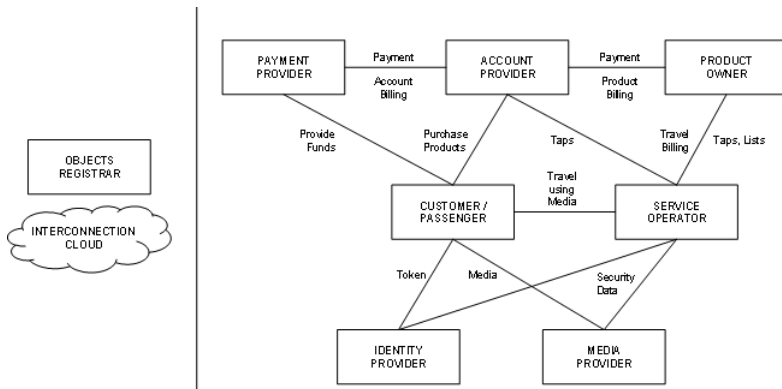 PAYMENT
PROVIDER
Payment
Account
Billing
ACCOUNT
PROVIDER
Payment
Product
Billing
PRODUCT
OWNER
Provide
Funds
Purchase
Products
Taps
Travel
Billing
Taps, Lists
OBJECTS
REGISTRAR
INTERCONNECTION
CLOUD
CUSTOMER /
PASSENGER
Travel
using
Media
SERVICE
OPERATOR
Token
Media
Security
Data
IDENTITY
PROVIDER
MEDIA
PROVIDER